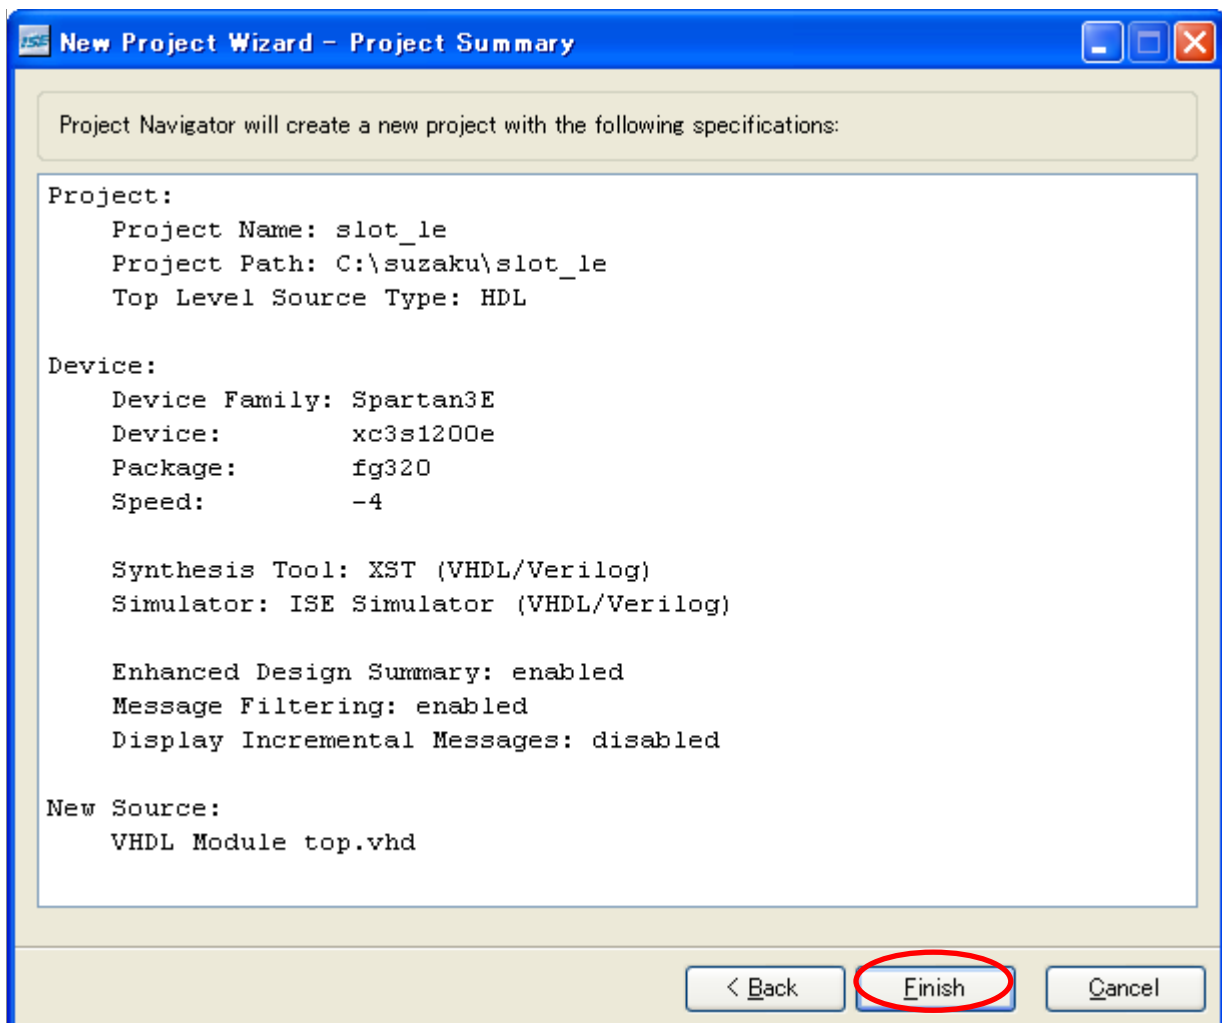 ISE New Project Wizard - Project Summary
Project Navigator will create a new project with the following specifications:
Project:
Project Name: slot_le
Project Path: C:\suzaku\slot_le
Top Level Source Type: HDL
Device:
Device Family: Spartan3E
Device: xc3s1200e
Package: fg320
Speed: -4
Synthesis Tool: XST (VHDL/Verilog)
Simulator: ISE Simulator (VHDL/Verilog)
Enhanced Design Summary: enabled
Message Filtering: enabled
Display Incremental Messages: disabled
New Source:
VHDL Module top.vhd
< Back Finish Cancel